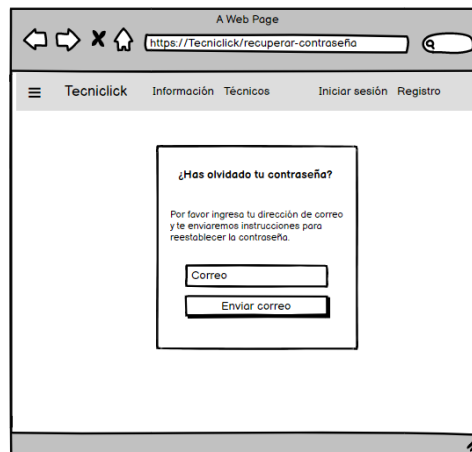 A Web Page
https://Tecniclick/recuperar-contraseña
Tecniclick Información Técnicos Iniciar sesión Registro
¿Has olvidado tu contraseña?
Por favor ingresa tu dirección de correo
y te enviaremos instrucciones para
reestablecer la contraseña.
Correo
Enviar correo